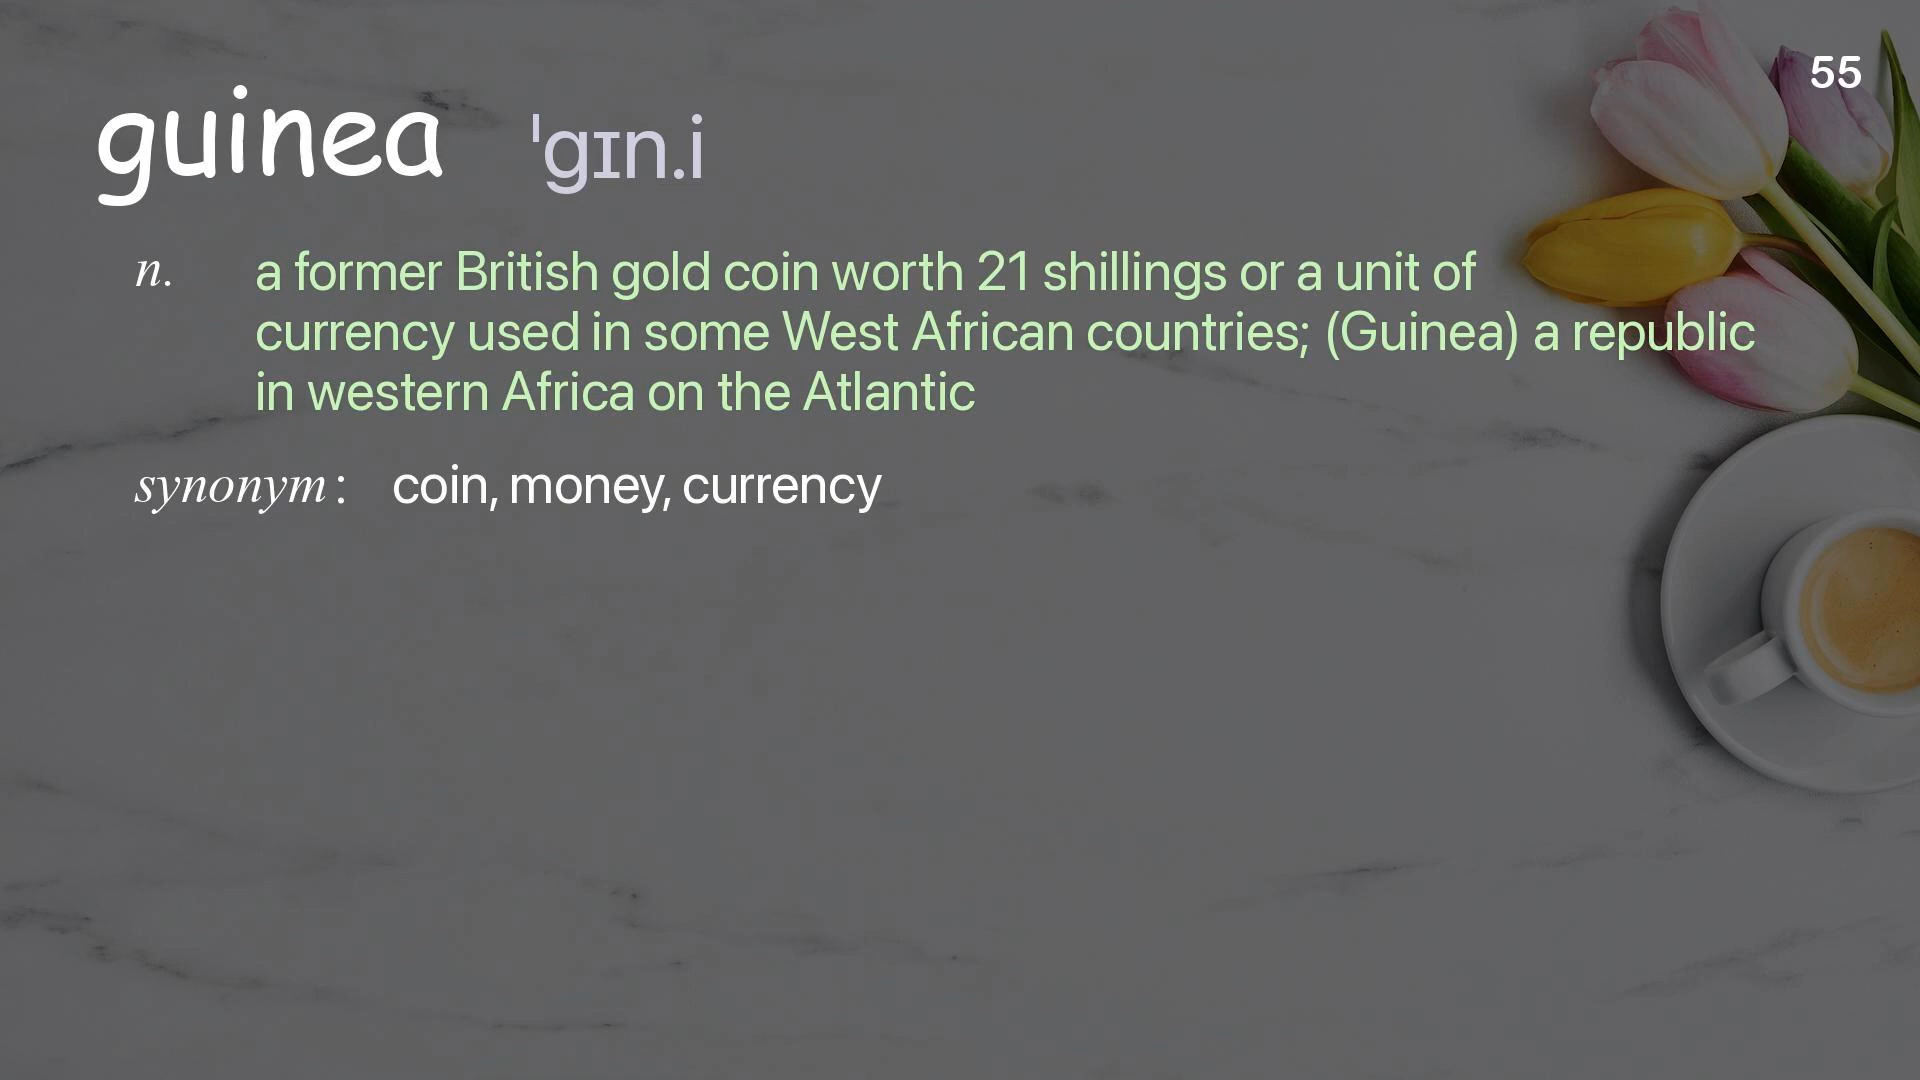 55
guinea ˈgɪn.i
n. a former British gold coin worth 21 shillings or a unit of
currency used in some West African countries; (Guinea) a republic
in western Africa on the Atlantic
synonym: coin, money, currency